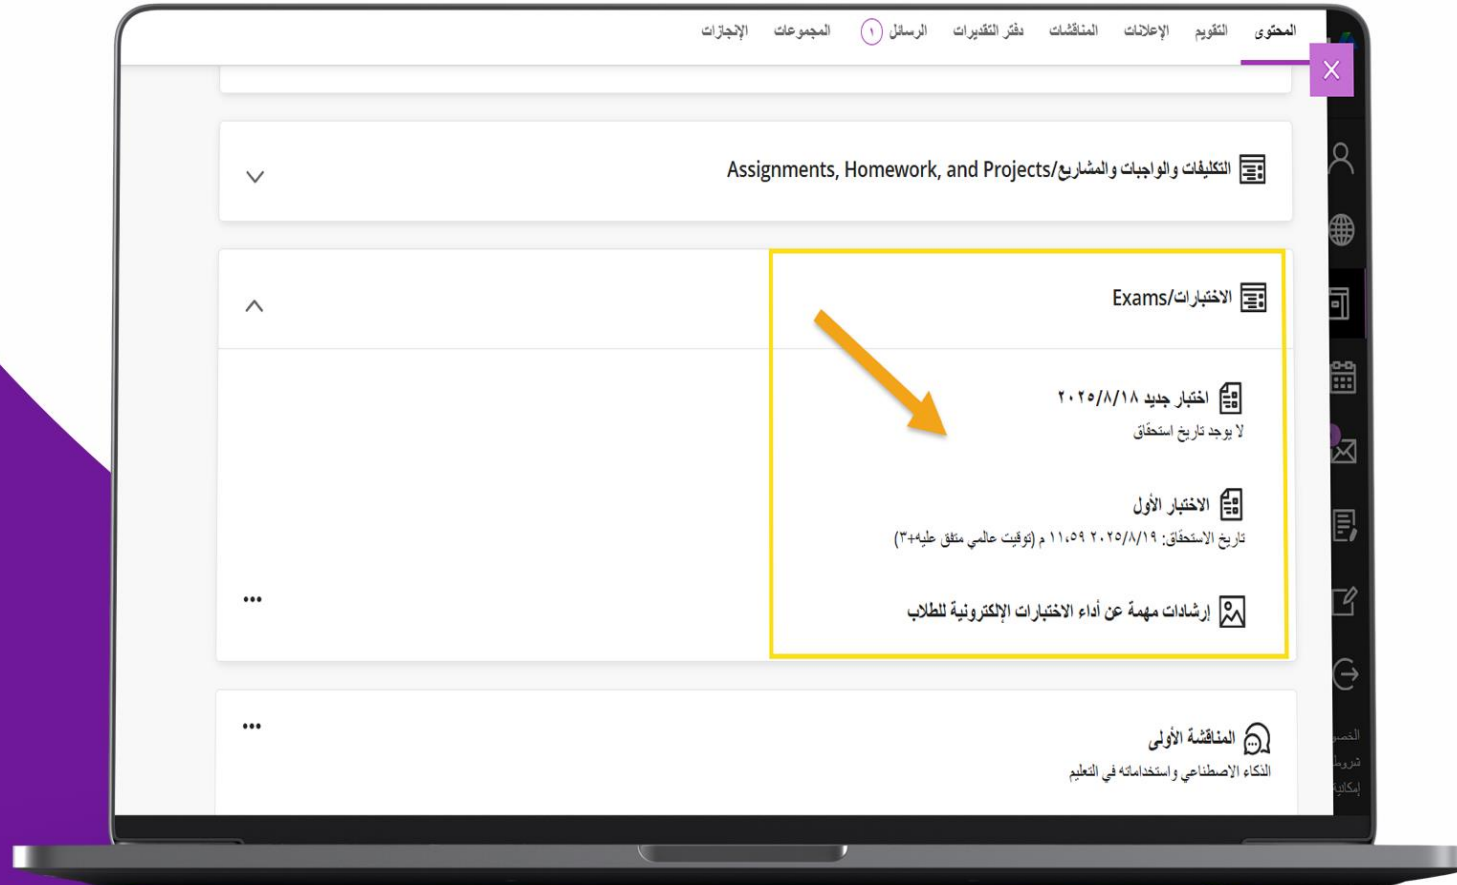 المحتوى التقويم الإعلانات المناقشات دفتر التقديرات الرسائل ١ المجموعات الإنجازات
X
التكليفات والواجبات والمشاريع/Assignments, Homework, and Projects
الاختبارات/Exams
اختبار جديد ٢٠٢٥/٨/١٨
لا يوجد تاريخ استحقاق
الاختبار الأول
تاريخ الاستحقاق: ٢٠٢٥/٨/١٩ ١١،٥٩ م (توقيت عالمي متفق عليه+٣)
إرشادات مهمة عن أداء الاختبارات الإلكترونية للطلاب
المناقشة الأولى
الذكاء الاصطناعي واستخداماته في التعليم